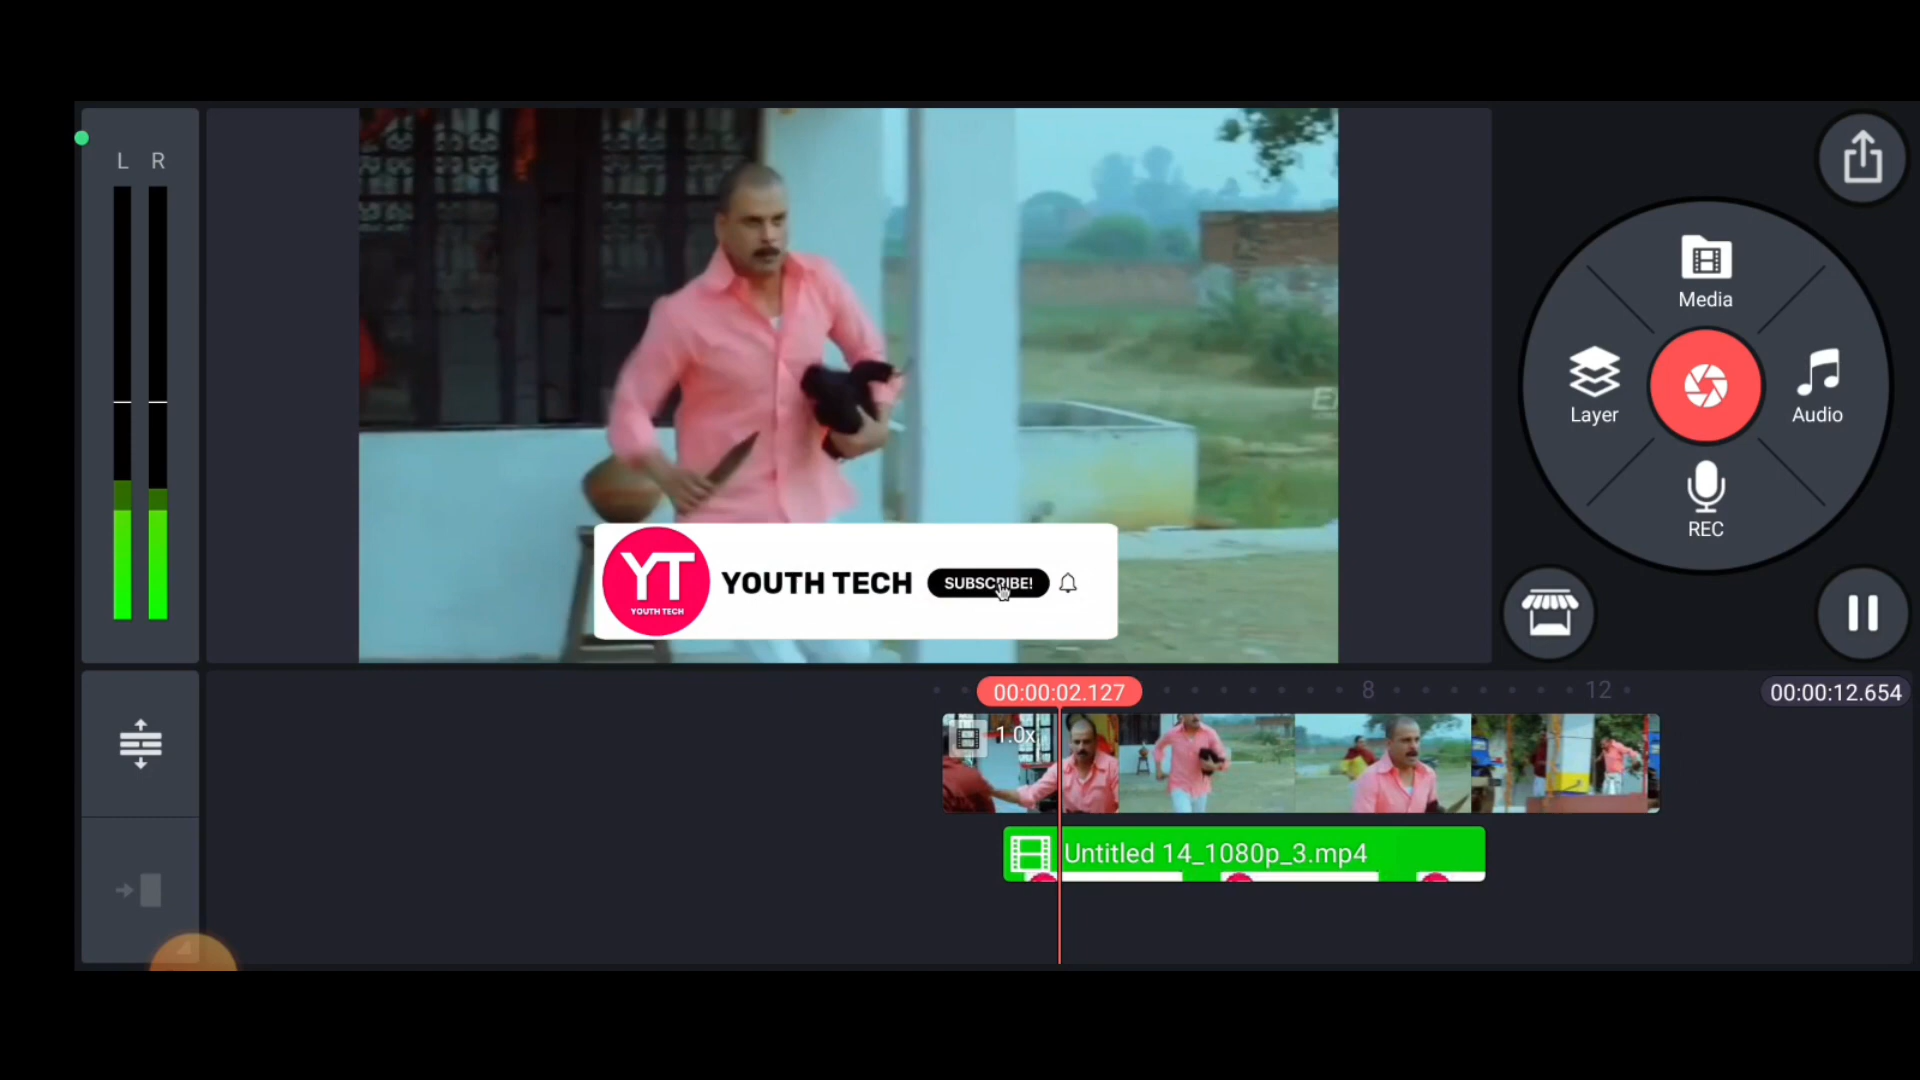 L R
Media
Layer
Audio
REC
YT
YOUTH TECH
YOUTH TECH
SUBSCRIBE!
00:00:02.127
8
12
00:00:12.654
1.0x
Untitled 14_1080p_3.mp4